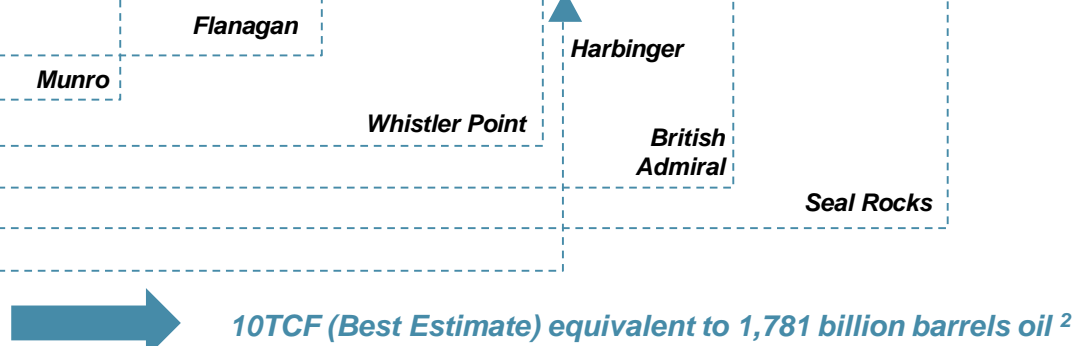 Flanagan
Harbinger
Munro
Whistler Point
British
Admiral
Seal Rocks
10TCF (Best Estimate) equivalent to 1,781 billion barrels oil ²